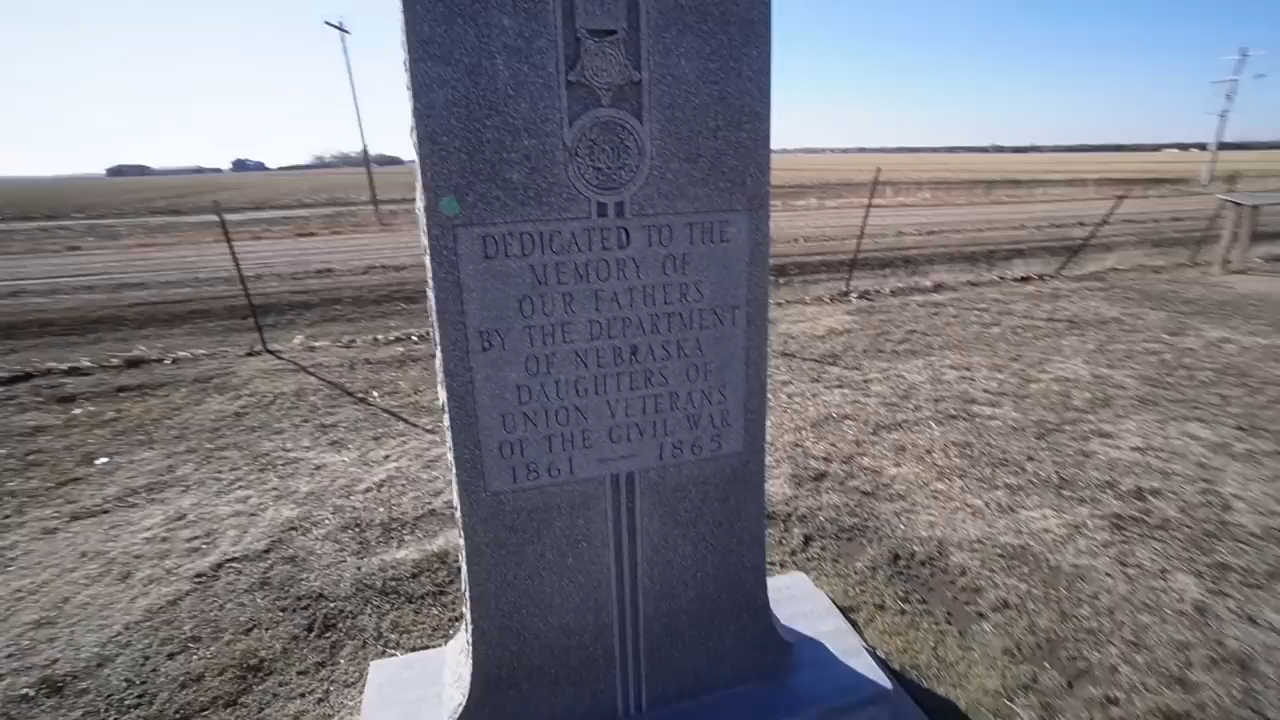 DEDICATED TO THE
MEMORY OF
OUR FATHERS
BY THE DEPARTMENT
OF NEBRASKA
DAUGHTERS OF
UNION VETERANS
OF THE CIVIL WAR
1861 — 1865